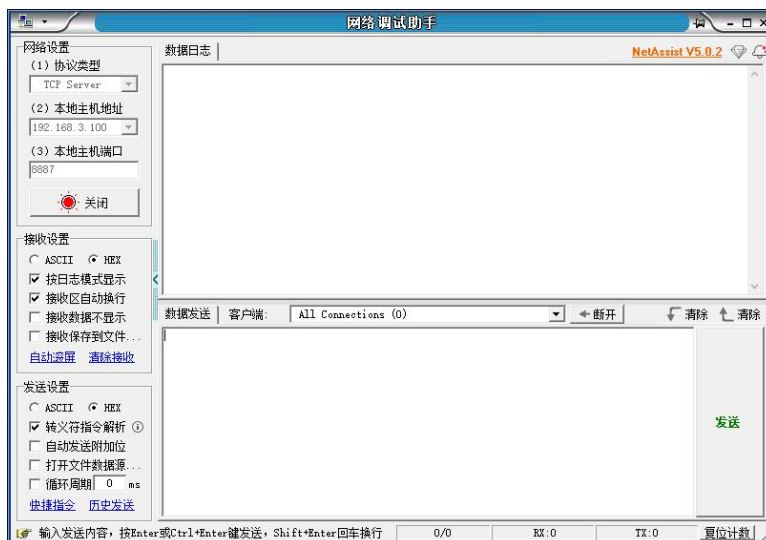 网络调试助手
网络设置
(1) 协议类型
TCP Server
(2) 本地主机地址
192.168.3.100
(3) 本地主机端口
8887
关闭
接收设置
ASCII HEX
按日志模式显示
接收区自动换行
接收数据不显示
接收保存到文件...
自动滚屏 清除接收
发送设置
ASCII HEX
转义符指令解析
自动发送附加位
打开文件数据源...
循环周期 0 ms
快捷指令 历史发送
数据日志 NetAssist V5.0.2
数据发送 客户端: All Connections (0) 断开 清除 清除
发送
输入发送内容，按Enter或Ctrl+Enter键发送，Shift+Enter回车换行 0/0 RX:0 TX:0 复位计数